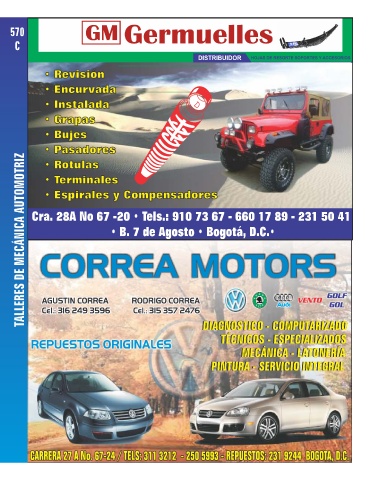 570
C
TALLERES DE MECÁNICA AUTOMOTRIZ
GM Germuelles
DISTRIBUIDOR
• Revision
• Encurvada
• Instalada
• Grapas
• Bujes
• Pasadores
• Rotulas
• Terminales
• Espirales y Compensadores
Cra. 28A No 67 -20 • Tels.: 910 73 67 - 660 17 89 - 231 50 41
• B. 7 de Agosto • Bogotá, D.C.•
CORREA MOTORS
AGUSTIN CORREA
Cel.: 316 249 3596
RODRIGO CORREA
Cel.: 315 357 2476
Audi
VENTO
GOLF
GOL
REPUESTOS ORIGINALES
DIAGNOSTICO - COMPUTARIZADO
TÉCNICOS - ESPECIALIZADOS
MECÁNICA - LATONERÍA
PINTURA - SERVICIO INTEGRAL
CARRERA 27 A No. 67-24 / TELS: 311 3212 - 250 5993 - REPUESTOS: 231 9244, BOGOTA, D.C.